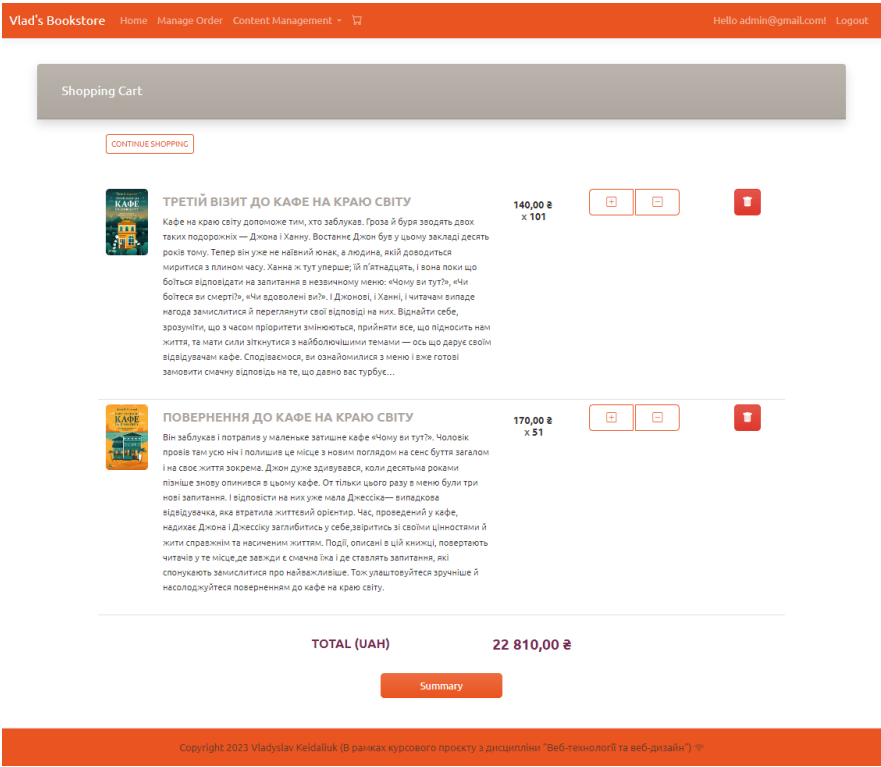 Vlad's Bookstore Home Manage Order Content Management Hello admin@gmail.com! Logout
Shopping Cart
CONTINUE SHOPPING
КАФЕ
ТРЕТІЙ ВІЗИТ ДО КАФЕ НА КРАЮ СВІТУ
140,00 ₴
x 101
Кафе на краю світу допоможе тим, хто заблукав. Гроза й буря зводять двох
таких подорожніх — Джона і Ханну. Востаннє Джон був у цьому закладі десять
років тому. Тепер він уже не наївний юнак, а людина, якій доводиться
миритися з плином часу. Ханна ж тут уперше; їй п'ятнадцять, і вона поки що
боїться відповідати на запитання в незвичному меню: «Чому ви тут?», «Чи
боїтеся ви смерті?», «Чи вдоволені ви?». І Джонові, і Ханні, і читачам випаде
нагода замислитися й переглянути свої відповіді на них. Віднайти себе,
зрозуміти, що з часом пріоритети змінюються, прийняти все, що підносить нам
життя, та мати сили зіткнутися з найболючішими темами — ось що дарує своїм
відвідувачам кафе. Сподіваємося, ви ознайомилися з меню і вже готові
замовити смачну відповідь на те, що давно вас турбує…
КАФЕ
ПОВЕРНЕННЯ ДО КАФЕ НА КРАЮ СВІТУ
170,00 ₴
x 51
Він заблукав і потрапив у маленьке затишне кафе «Чому ви тут?». Чоловік
провів там усю ніч і полишив це місце з новим поглядом на сенс буття загалом
і на своє життя зокрема. Джон дуже здивувався, коли десятьма роками
пізніше знову опинився в цьому кафе. От тільки цього разу в меню були три
нові запитання. І відповісти на них уже мала Джессіка— випадкова
відвідувачка, яка втратила життєвий орієнтир. Час, проведений у кафе,
надихає Джона і Джессіку заглибитись у себе,звіритись зі своїми цінностями й
жити справжнім та насиченим життям. Події, описані в цій книжці, повертають
читачів у те місце,де завжди є смачна їжа і де ставлять запитання, які
спонукають замислитися про найважливіше. Тож улаштовуйтеся зручніше й
насолоджуйтеся поверненням до кафе на краю світу.
TOTAL (UAH) 22 810,00 ₴
Summary
Copyright 2023 Vladyslav Keidaliuk (В рамках курсового проєкту з дисципліни "Веб-технології та веб-дизайн")